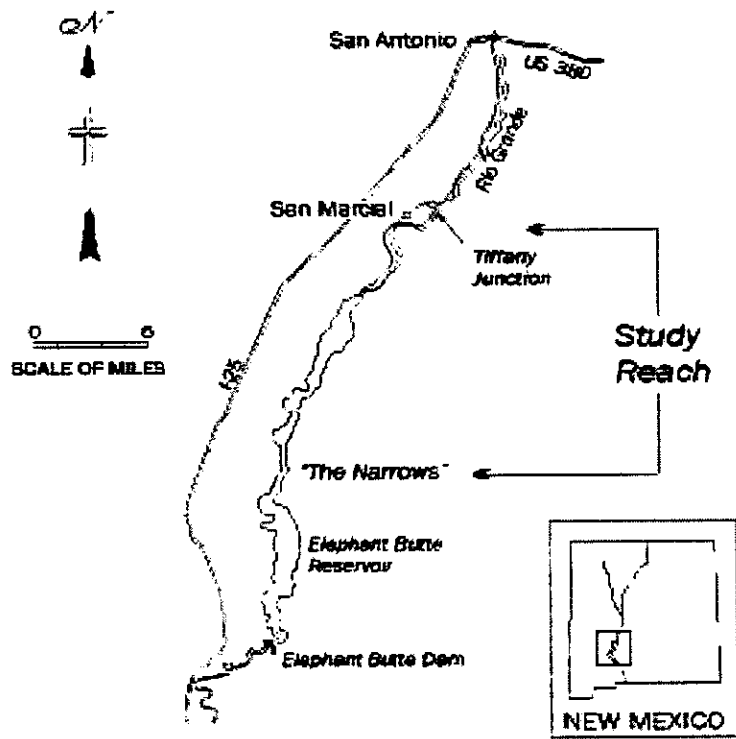 N
San Antonio
US 380
Rio Grande
San Marcial
Tiffany
Junction
0 6
SCALE OF MILES
I-25
Study
Reach
"The Narrows"
Elephant Butte
Reservoir
Elephant Butte Dam
NEW MEXICO